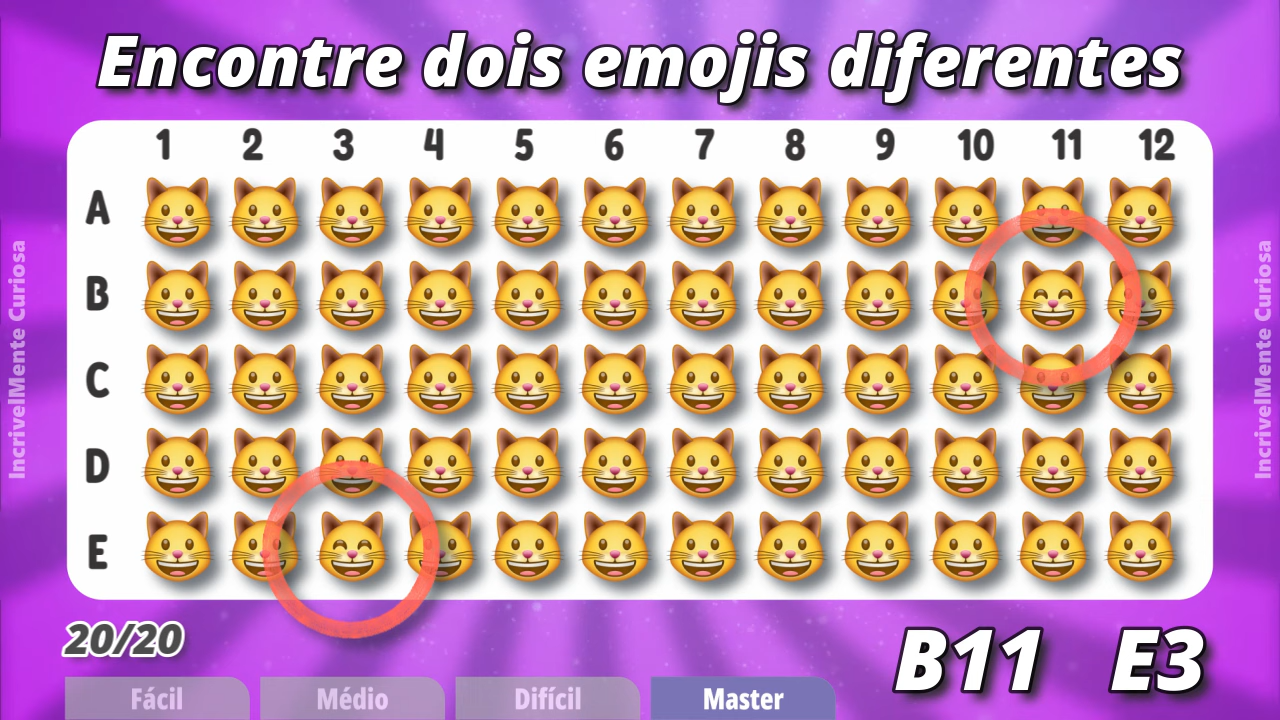 Encontre dois emojis diferentes
1 2 3 4 5 6 7 8 9 10 11 12
A
B
C
D
E
IncrivelMente Curiosa
IncrivelMente Curiosa
20/20
B11 E3
Fácil Médio Difícil Master